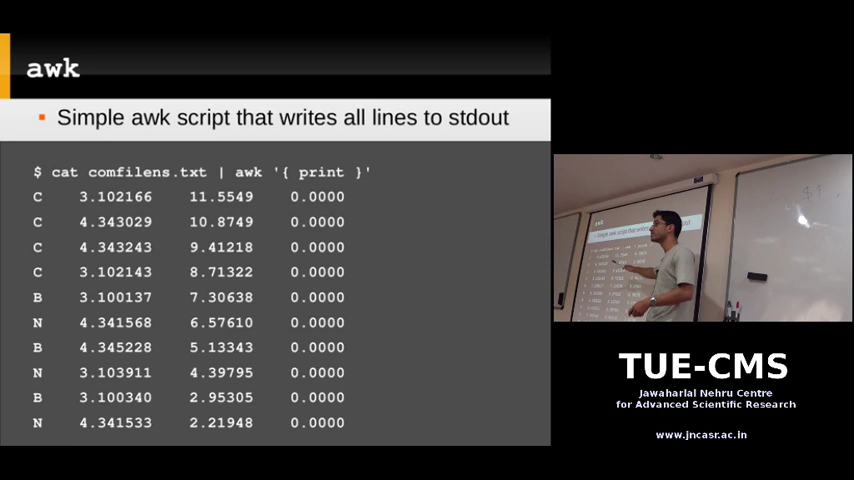 awk
▪ Simple awk script that writes all lines to stdout
$ cat comfilens.txt | awk '{ print }'
C 3.102166 11.5549 0.0000
C 4.343029 10.8749 0.0000
C 4.343243 9.41218 0.0000
C 3.102143 8.71322 0.0000
B 3.100137 7.30638 0.0000
N 4.341568 6.57610 0.0000
B 4.345228 5.13343 0.0000
N 3.103911 4.39795 0.0000
B 3.100340 2.95305 0.0000
N 4.341533 2.21948 0.0000
awk
TUE-CMS
Jawaharlal Nehru Centre
for Advanced Scientific Research
www.jncasr.ac.in